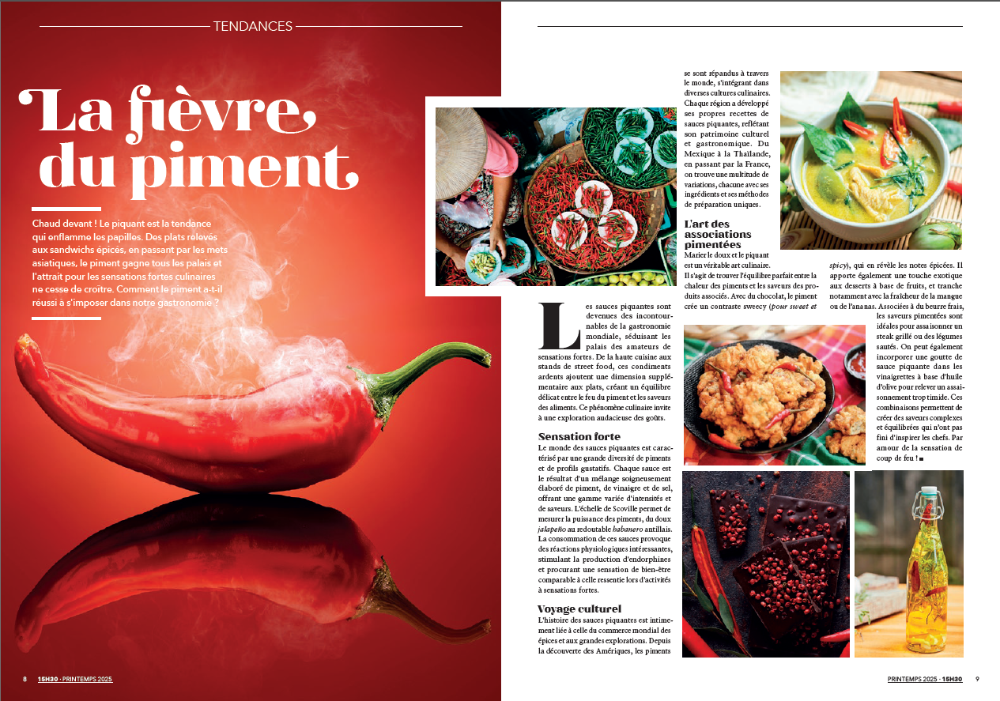 TENDANCES
La fièvre
du piment
Chaud devant ! Le piquant est la tendance
qui enflamme les papilles. Des plats relevés
aux sandwichs épicés, en passant par les mets
asiatiques, le piment gagne tous les palais et
l'attrait pour les sensations fortes culinaires
ne cesse de croître. Comment le piment a-t-il
réussi à s'imposer dans notre gastronomie ?
8 15H30 · PRINTEMPS 2025
Les sauces piquantes sont
devenues des incontour-
nables de la gastronomie
mondiale, séduisant les
palais des amateurs de
sensations fortes. De la haute cuisine aux
stands de street food, ces condiments
ardents ajoutent une dimension supplé-
mentaire aux plats, créant un équilibre
délicat entre le feu du piment et les saveurs
des aliments. Ce phénomène culinaire invite
à une exploration audacieuse des goûts.
Sensation forte
Le monde des sauces piquantes est carac-
térisé par une grande diversité de piments
et de profils gustatifs. Chaque sauce est
le résultat d'un mélange soigneusement
élaboré de piment, de vinaigre et de sel,
offrant une gamme variée d'intensités et
de saveurs. L'échelle de Scoville permet de
mesurer la puissance des piments, du doux
jalapeño au redoutable habanero antillais.
La consommation de ces sauces provoque
des réactions physiologiques intéressantes,
stimulant la production d'endorphines
et procurant une sensation de bien-être
comparable à celle ressentie lors d'activités
à sensations fortes.
Voyage culturel
L'histoire des sauces piquantes est intime-
ment liée à celle du commerce mondial des
épices et aux grandes explorations. Depuis
la découverte des Amériques, les piments
se sont répandus à travers
le monde, s'intégrant dans
diverses cultures culinaires.
Chaque région a développé
ses propres recettes de
sauces piquantes, reflétant
son patrimoine culturel
et gastronomique. Du
Mexique à la Thaïlande,
en passant par la France,
on trouve une multitude de
variations, chacune avec ses
ingrédients et ses méthodes
de préparation uniques.
L'art des
associations
pimentées
Marier le doux et le piquant
est un véritable art culinaire.
Il s'agit de trouver l'équilibre parfait entre la
chaleur des piments et les saveurs des pro-
duits associés. Avec du chocolat, le piment
crée un contraste sweecy (pour sweet et
spicy), qui en révèle les notes épicées. Il
apporte également une touche exotique
aux desserts à base de fruits, et tranche
notamment avec la fraîcheur de la mangue
ou de l'ananas. Associées à du beurre frais,
les saveurs pimentées sont
idéales pour assaisonner un
steak grillé ou des légumes
sautés. On peut également
incorporer une goutte de
sauce piquante dans les
vinaigrettes à base d'huile
d'olive pour relever un assai-
sonnement trop timide. Ces
combinaisons permettent de
créer des saveurs complexes
et équilibrées qui n'ont pas
fini d'inspirer les chefs. Par
amour de la sensation de
coup de feu !
PRINTEMPS 2025 · 15H30 9